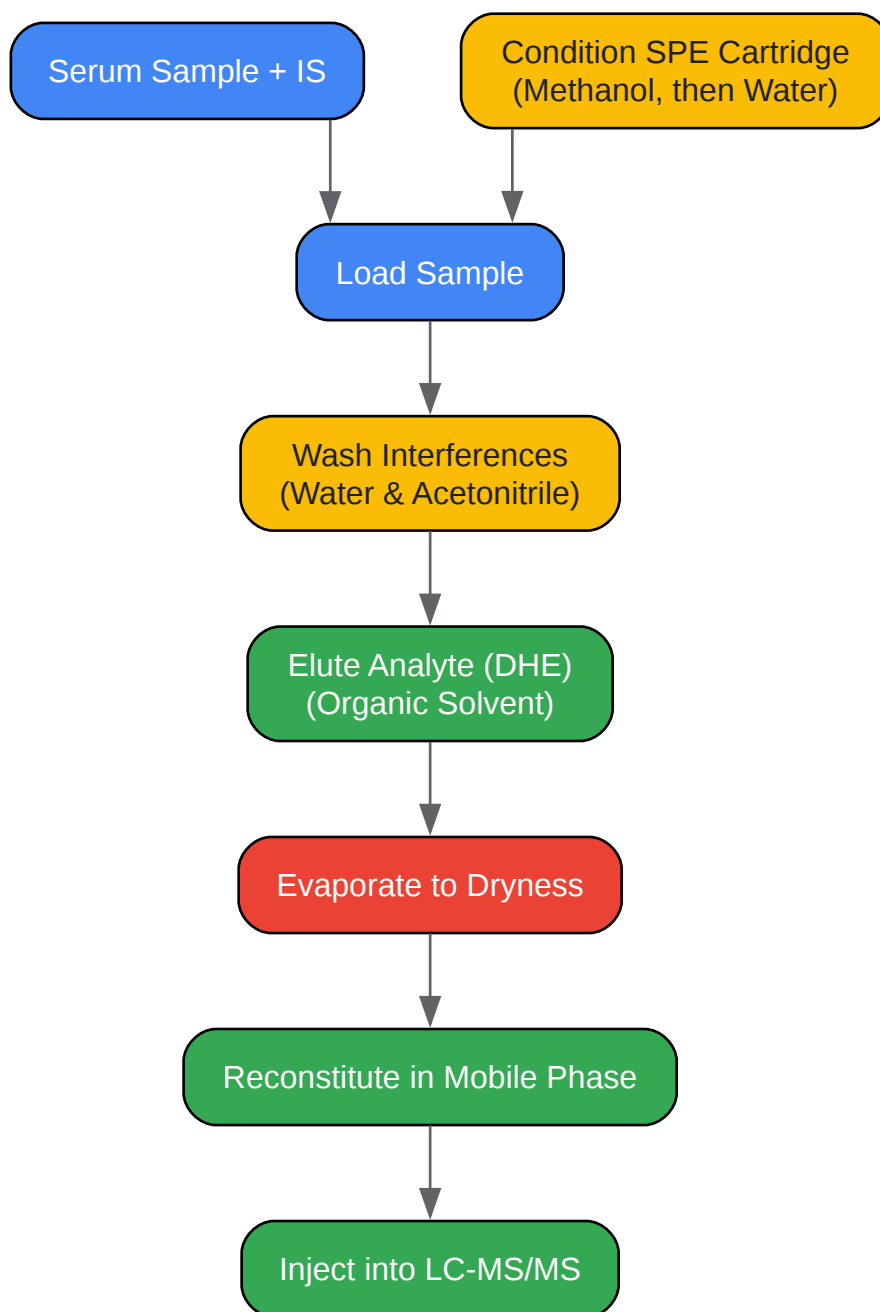 Serum Sample + IS
Condition SPE Cartridge
(Methanol, then Water)
Load Sample
Wash Interferences
(Water & Acetonitrile)
Elute Analyte (DHE)
(Organic Solvent)
Evaporate to Dryness
Reconstitute in Mobile Phase
Inject into LC-MS/MS